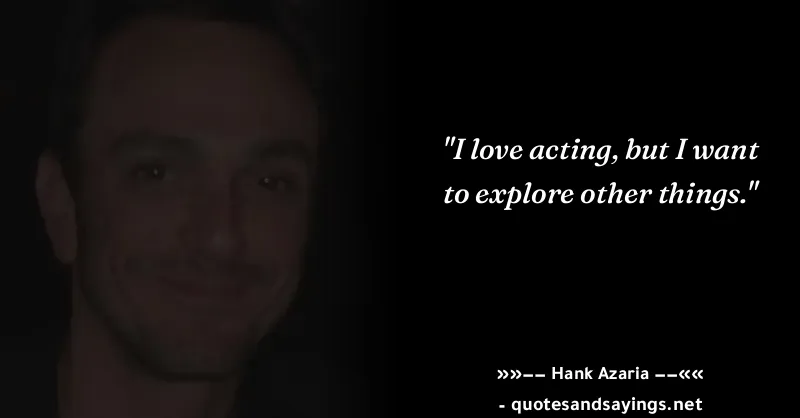 "I love acting, but I want
to explore other things."
»»−− Hank Azaria −−««
- quotesandsayings.net